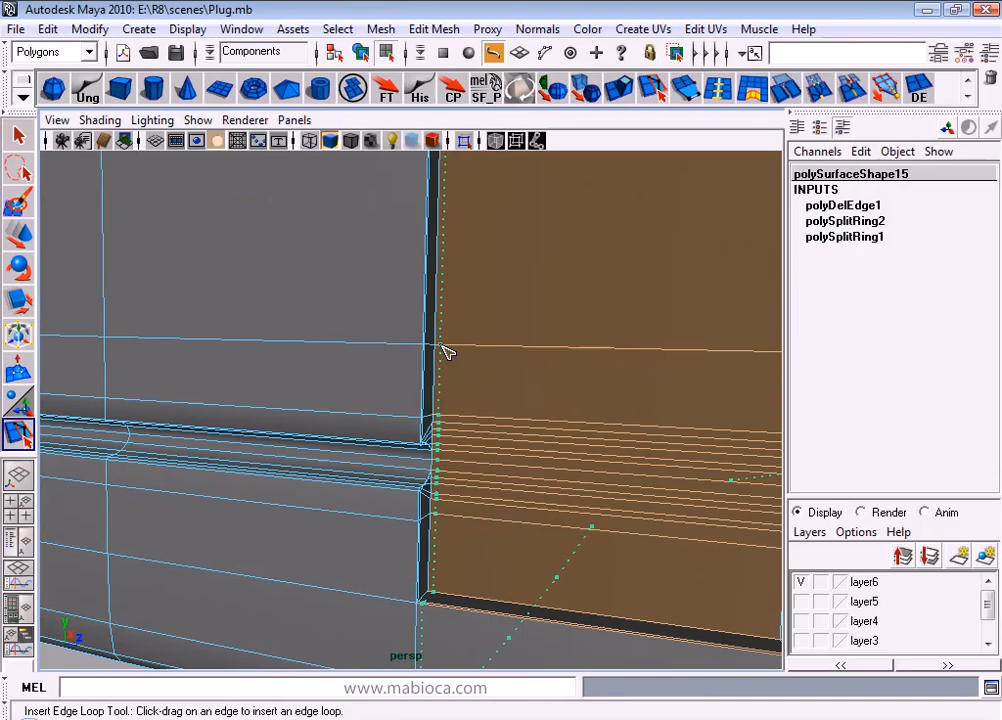 Autodesk Maya 2010: E:\R8\scenes\Plug.mb
File Edit Modify Create Display Window Assets Select Mesh Edit Mesh Proxy Normals Color Create UVs Edit UVs Muscle Help
Polygons Components
Ung FT His mel SF_P CP DE
View Shading Lighting Show Renderer Panels
Channels Edit Object Show
polySurfaceShape15
INPUTS
polyDelEdge1
polySplitRing2
polySplitRing1
Display Render Anim
Layers Options Help
V layer6
layer5
layer4
layer3
<< >>
y
z
persp
MEL www.mabioca.com
Insert Edge Loop Tool.: Click-drag on an edge to insert an edge loop.